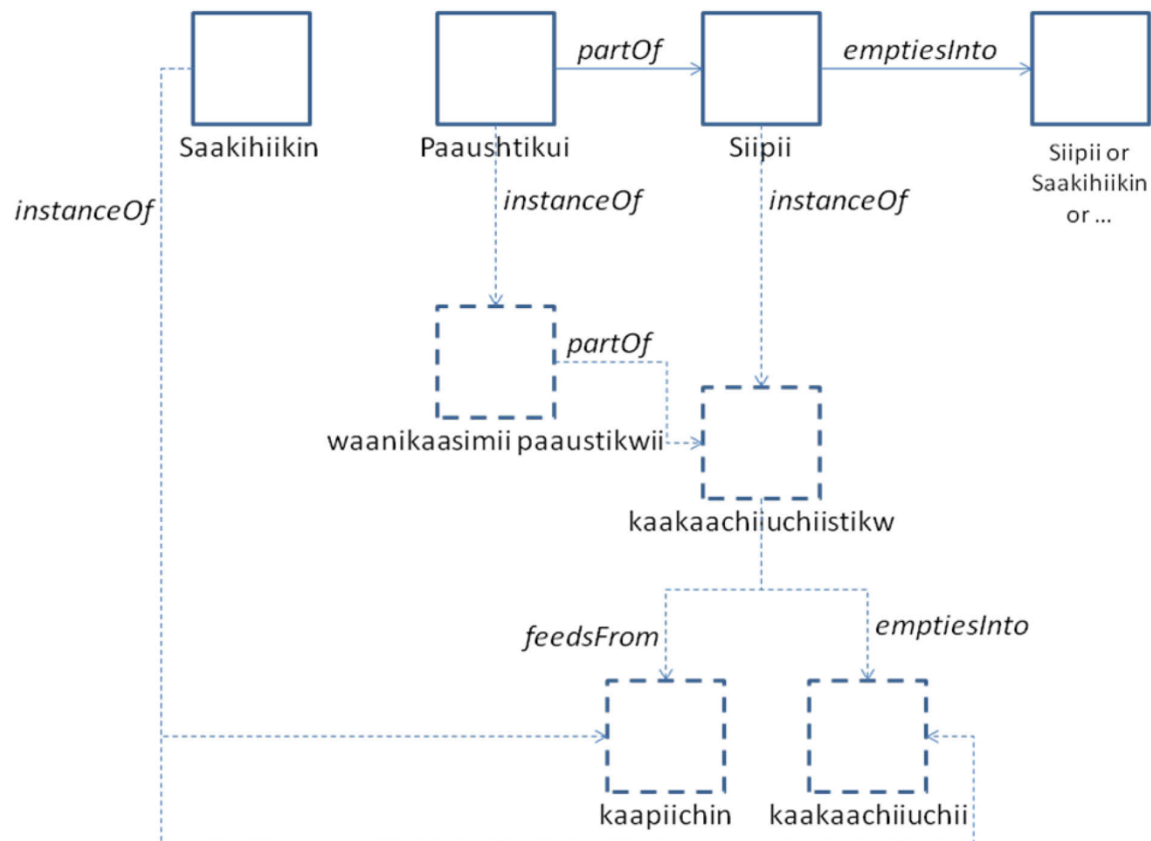 partOf
emptiesInto
Saakihiikin
Paaushtikui
Siipii
Siipii or
Saakihiikin
or ...
instanceOf
instanceOf
instanceOf
partOf
waanikaasimii paaustikwii
kaakaachiiuchiistikw
feedsFrom
emptiesInto
kaapiichin
kaakaachiiuchii